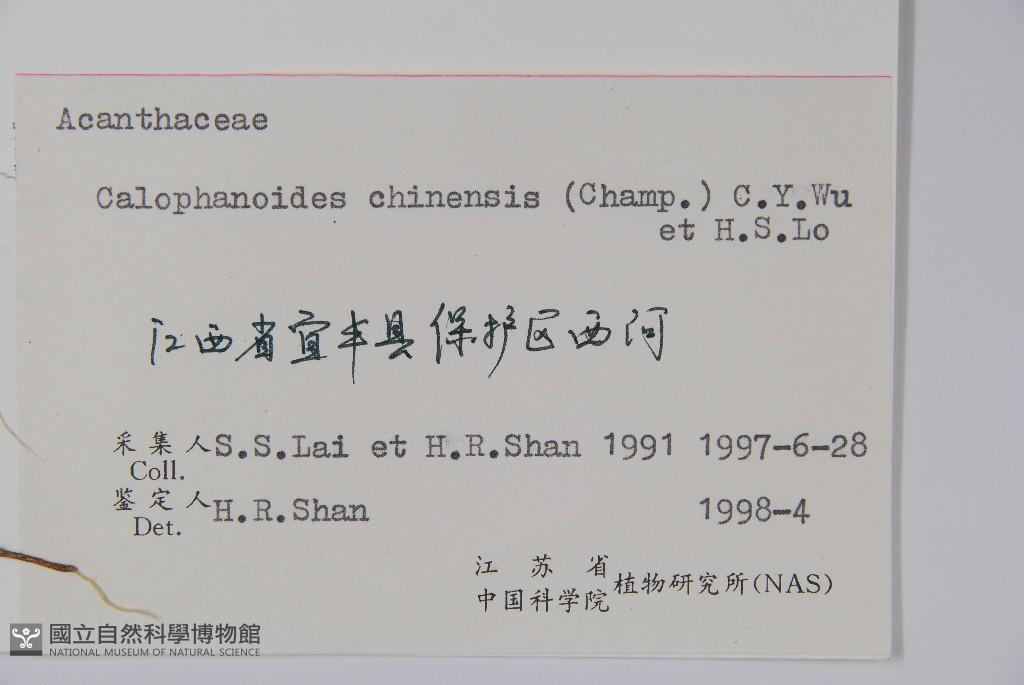 Acanthaceae
Calophanoides chinensis (Champ.) C.Y.Wu
et H.S.Lo
江西省宜丰县保护区西河
采集人S.S.Lai et H.R.Shan 1991 1997-6-28
Coll.
鉴定人H.R.Shan 1998-4
Det.
江苏省
中国科学院植物研究所(NAS)
國立自然科學博物館
NATIONAL MUSEUM OF NATURAL SCIENCE